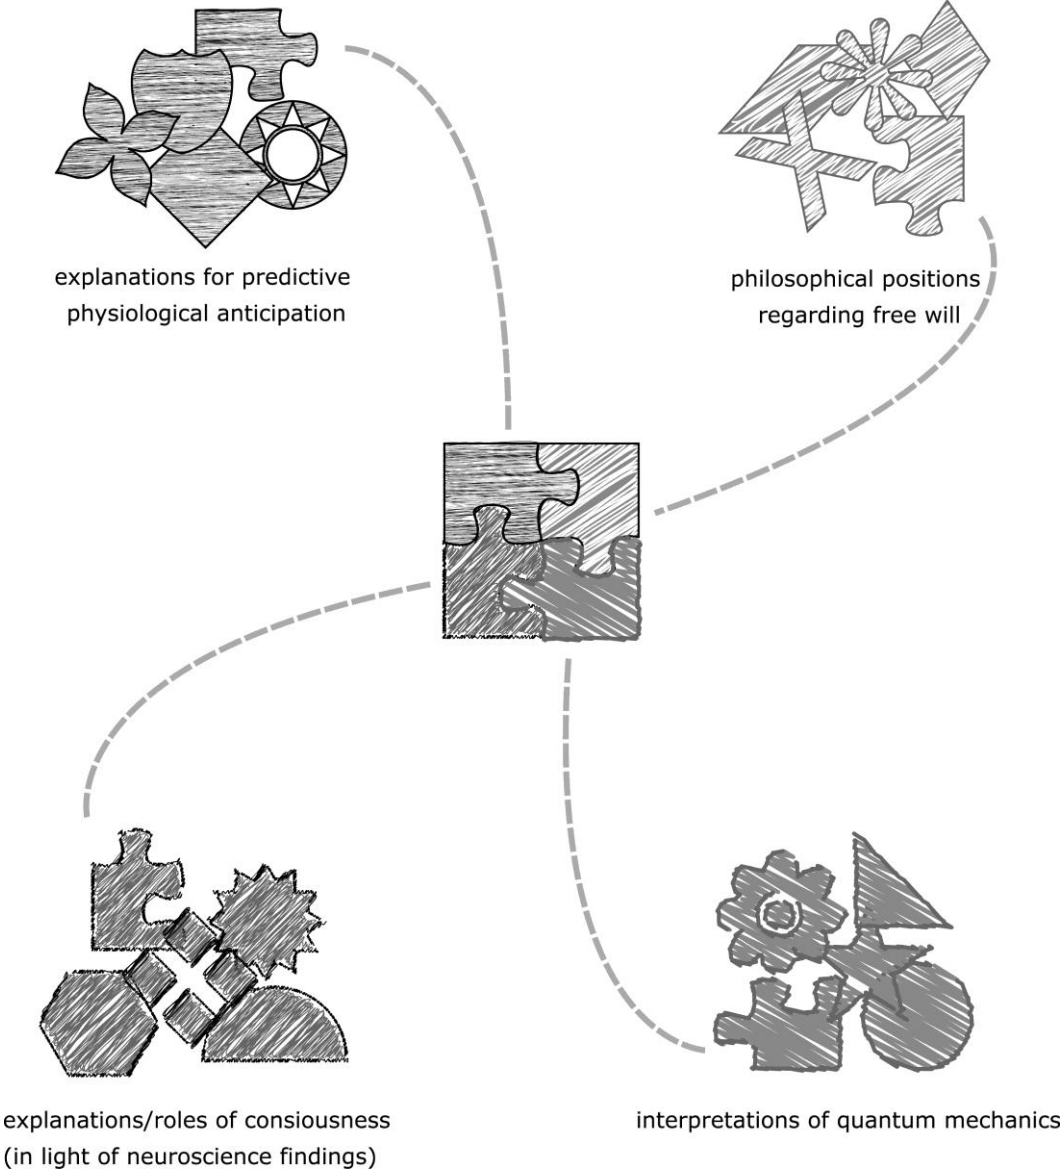 explanations for predictive
physiological anticipation
philosophical positions
regarding free will
explanations/roles of consiousness
(in light of neuroscience findings)
interpretations of quantum mechanics